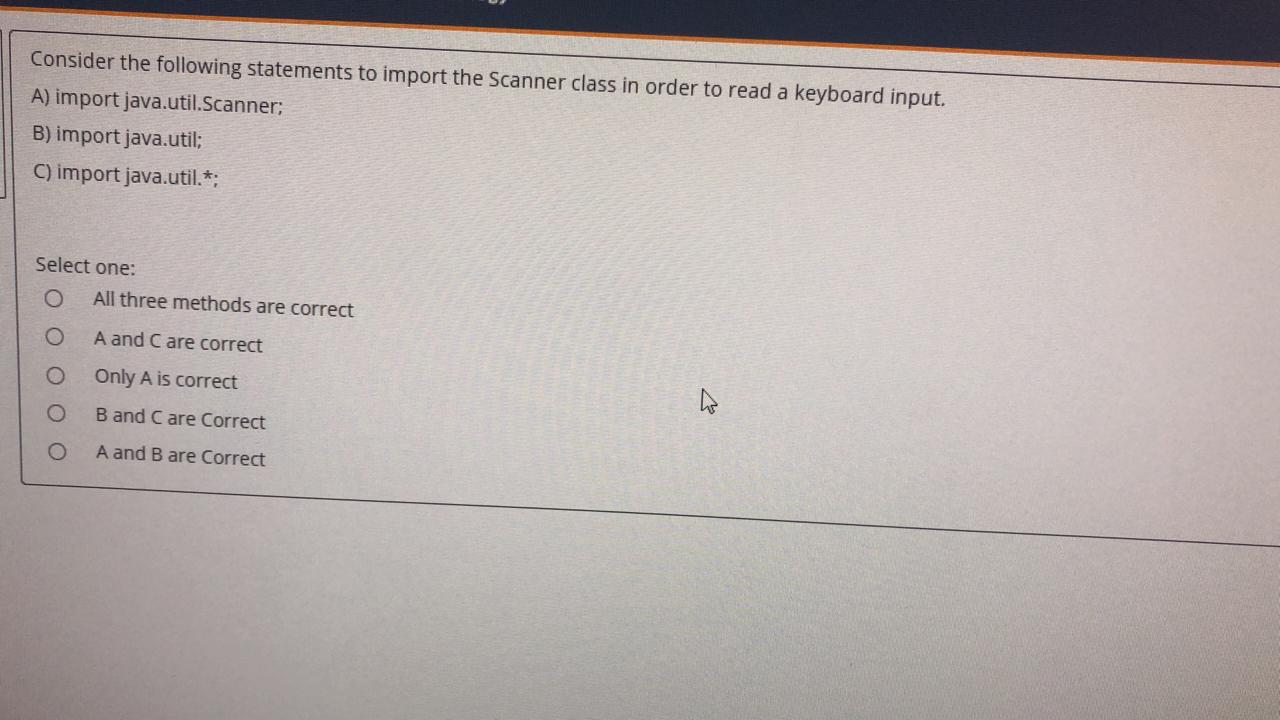 Consider the following statements to import the Scanner class in order to read a keyboard input.
A) import java.util.Scanner;
B) import java.util;
C) import java.util.*;
Select one:
All three methods are correct
A and C are correct
Only A is correct
B and C are Correct
A and B are Correct